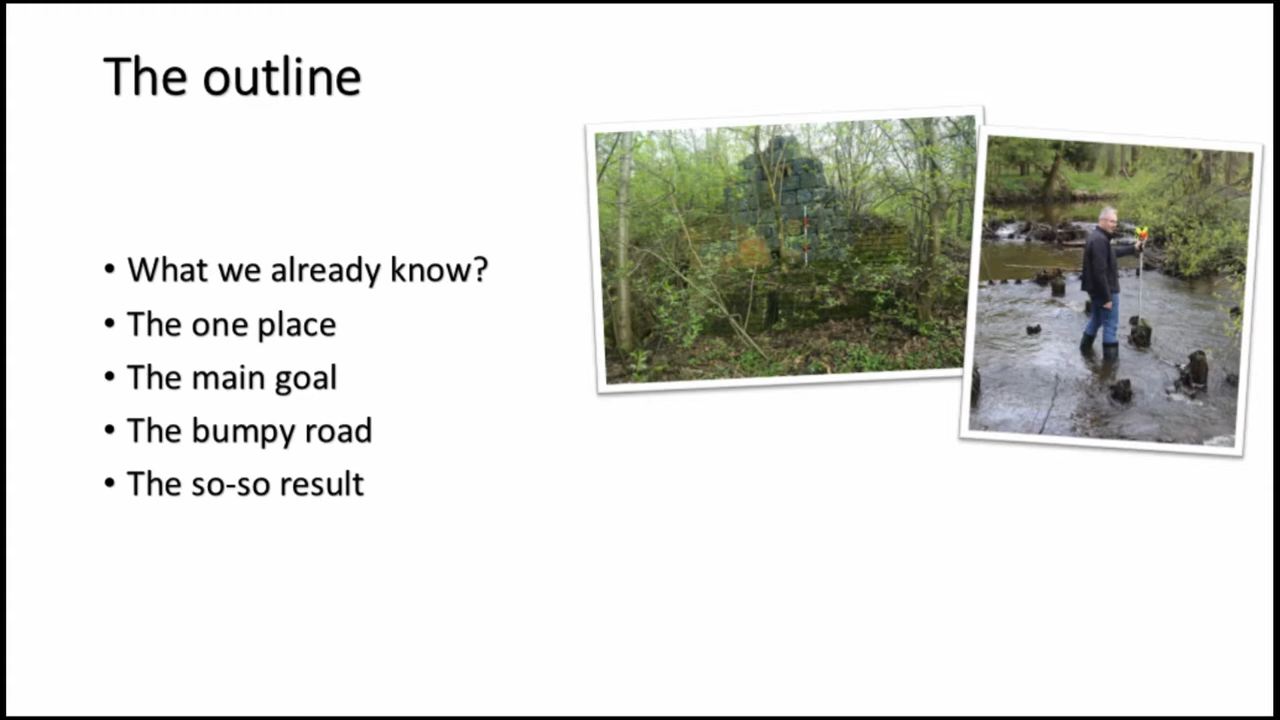 The outline
• What we already know?
• The one place
• The main goal
• The bumpy road
• The so-so result